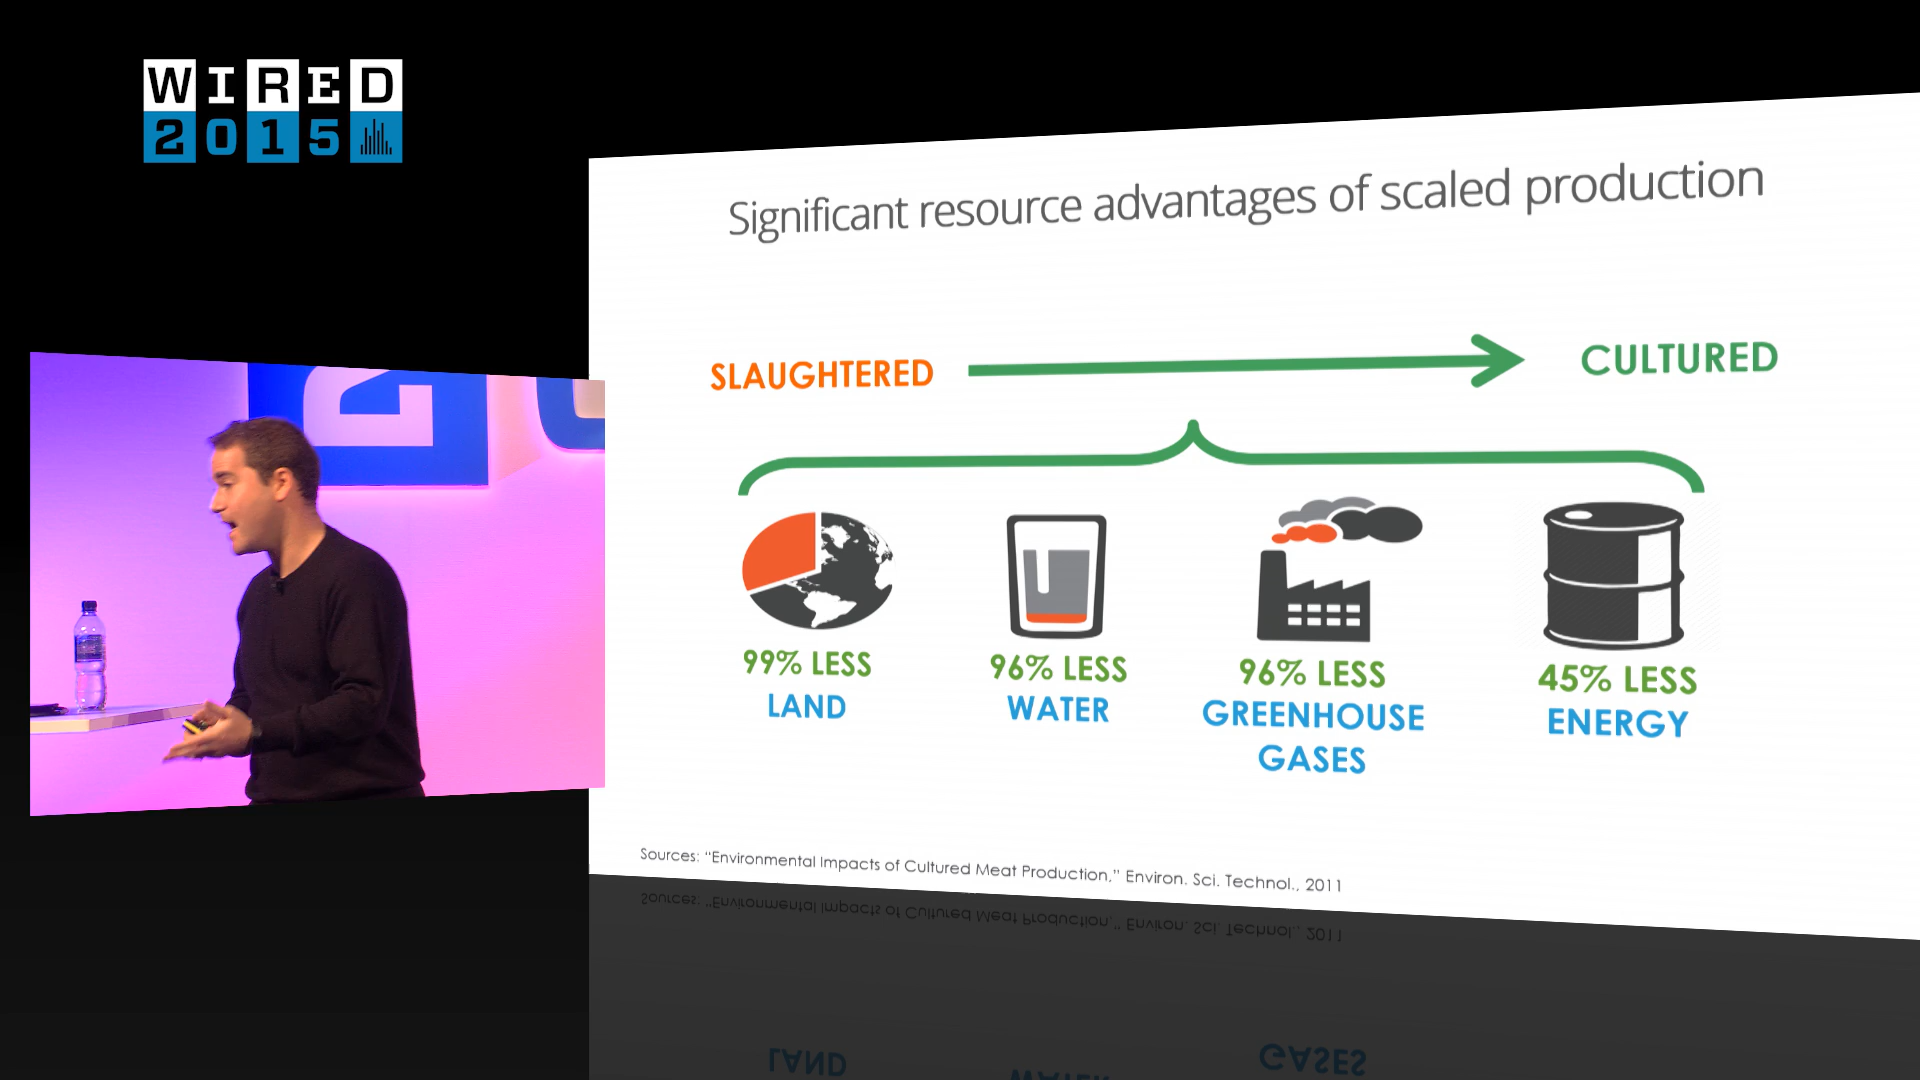 WIRED
2015
Significant resource advantages of scaled production
SLAUGHTERED
CULTURED
99% LESS
LAND
96% LESS
WATER
96% LESS
GREENHOUSE
GASES
45% LESS
ENERGY
Sources: “Environmental Impacts of Cultured Meat Production,” Environ. Sci. Technol., 2011